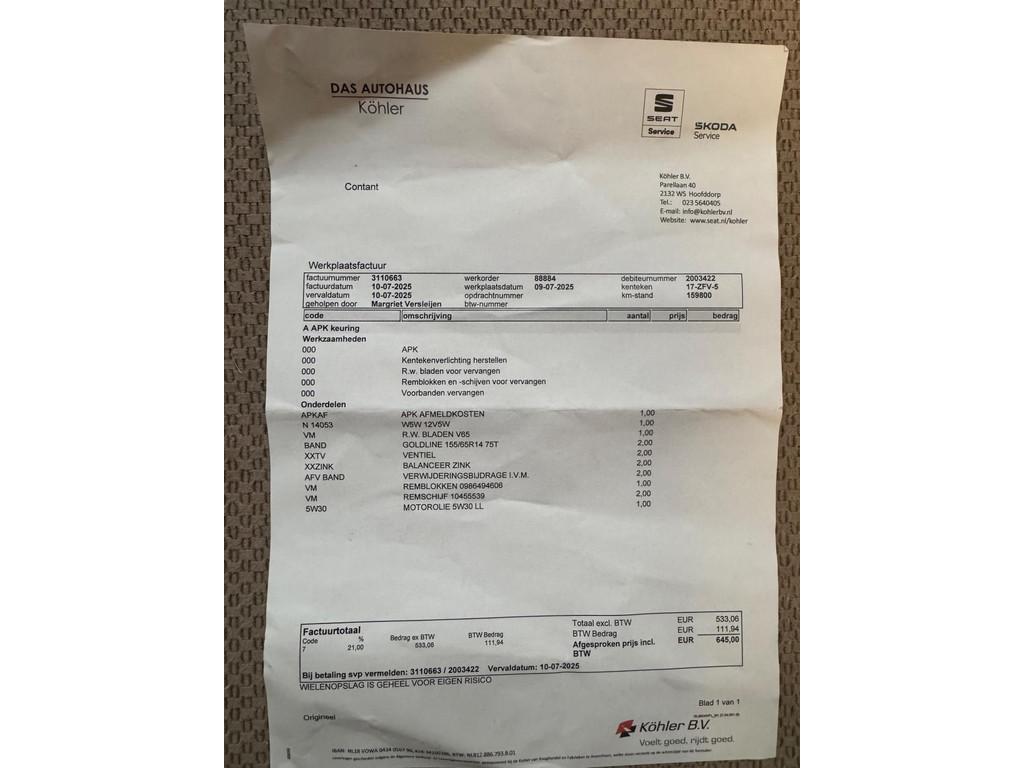 DAS AUTOHAUS
Köhler
SEAT
Service
SKODA
Service
Contant
Köhler B.V.
Parellaan 40
2132 WS Hoofddorp
Tel.: 023 5640405
E-mail: info@kohlerbv.nl
Website: www.seat.nl/kohler
Werkplaatsfactuur
factuurnummer 3110663 werkorder 88884 debiteurnummer 2003422
factuurdatum 10-07-2025 werkplaatsdatum 09-07-2025 kenteken 17-ZFV-5
vervaldatum 10-07-2025 opdrachtnummer km-stand 159800
geholpen door Margriet Versleijen btw-nummer
code omschrijving aantal prijs bedrag
A APK keuring
Werkzaamheden
000 APK
000 Kentekenverlichting herstellen
000 R.w. bladen voor vervangen
000 Remblokken en -schijven voor vervangen
000 Voorbanden vervangen
Onderdelen
APKAF APK AFMELDKOSTEN 1,00
N 14053 W5W 12V5W 1,00
VM R.W. BLADEN V65 1,00
BAND GOLDLINE 155/65R14 75T 2,00
XXTV VENTIEL 2,00
XXZINK BALANCEER ZINK 2,00
AFV BAND VERWIJDERINGSBIJDRAGE I.V.M. 2,00
VM REMBLOKKEN 0986494606 1,00
VM REMSCHIJF 10455539 2,00
5W30 MOTOROLIE 5W30 LL 1,00
Factuurtotaal
Code % Bedrag ex BTW BTW Bedrag
7 21,00 533,06 111,94
Totaal excl. BTW EUR 533,06
BTW Bedrag EUR 111,94
Afgesproken prijs incl. BTW EUR 645,00
Bij betaling svp vermelden: 3110663 / 2003422 Vervaldatum: 10-07-2025
WIELENOPSLAG IS GEHEEL VOOR EIGEN RISICO
Blad 1 van 1
Origineel
Köhler B.V.
Voelt goed, rijdt goed.